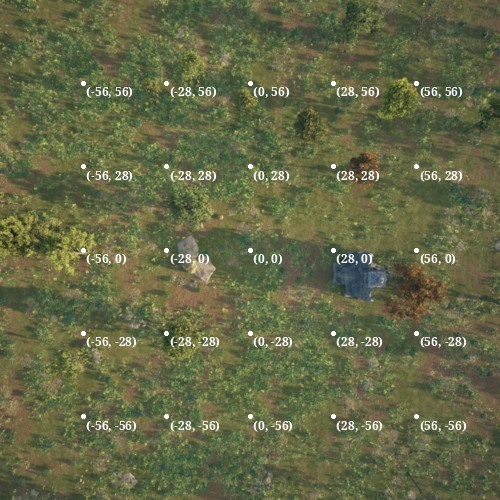 (-56, 56) (-28, 56) (0, 56) (28, 56) (56, 56)
(-56, 28) (-28, 28) (0, 28) (28, 28) (56, 28)
(-56, 0) (-28, 0) (0, 0) (28, 0) (56, 0)
(-56, -28) (-28, -28) (0, -28) (28, -28) (56, -28)
(-56, -56) (-28, -56) (0, -56) (28, -56) (56, -56)